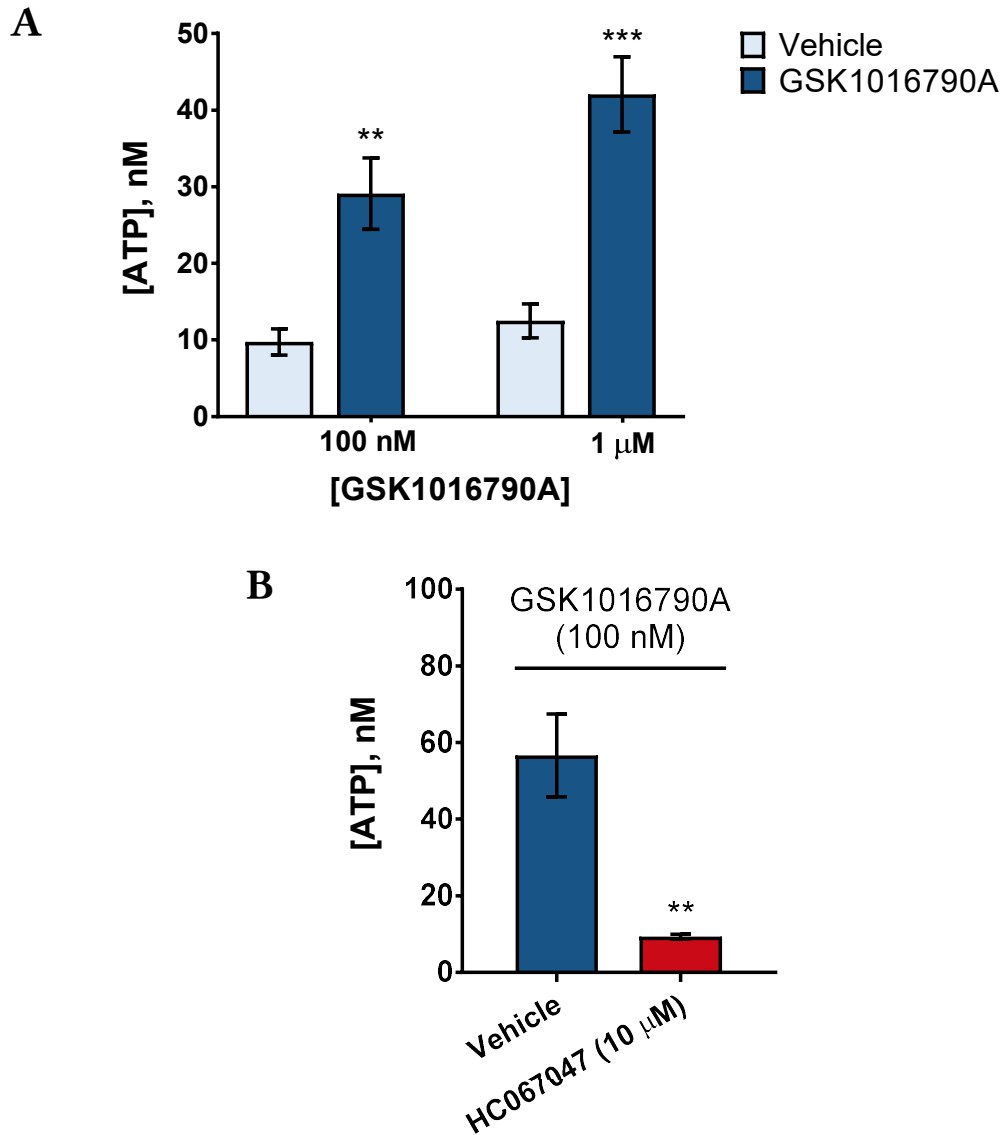 A
50
40
30
20
10
0
[ATP], nM
**
***
100 nM
1 μM
[GSK1016790A]
Vehicle
GSK1016790A
B
100
80
60
40
20
0
[ATP], nM
GSK1016790A
(100 nM)
**
Vehicle
HC067047 (10 μM)